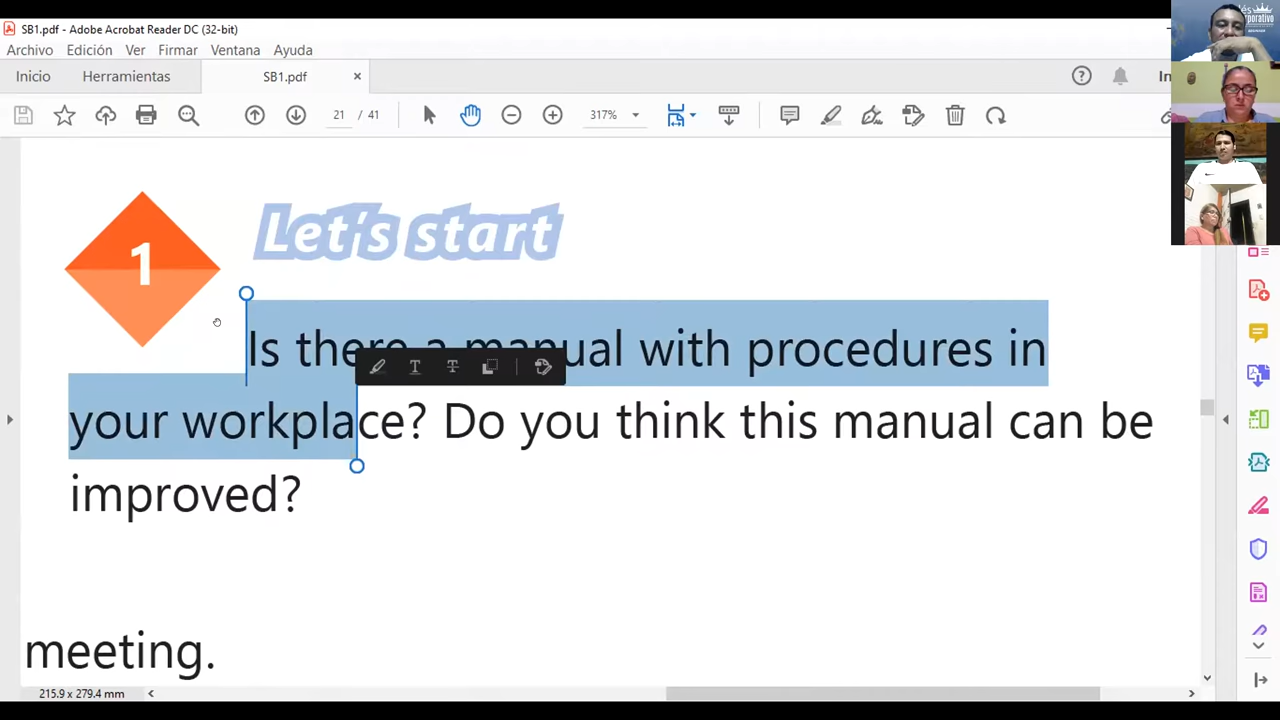 SB1.pdf - Adobe Acrobat Reader DC (32-bit)
Archivo Edición Ver Firmar Ventana Ayuda
Inicio Herramientas SB1.pdf
21 / 41 317%
1
Let's start
Is there a manual with procedures in
your workplace? Do you think this manual can be
improved?
meeting.
215.9 x 279.4 mm